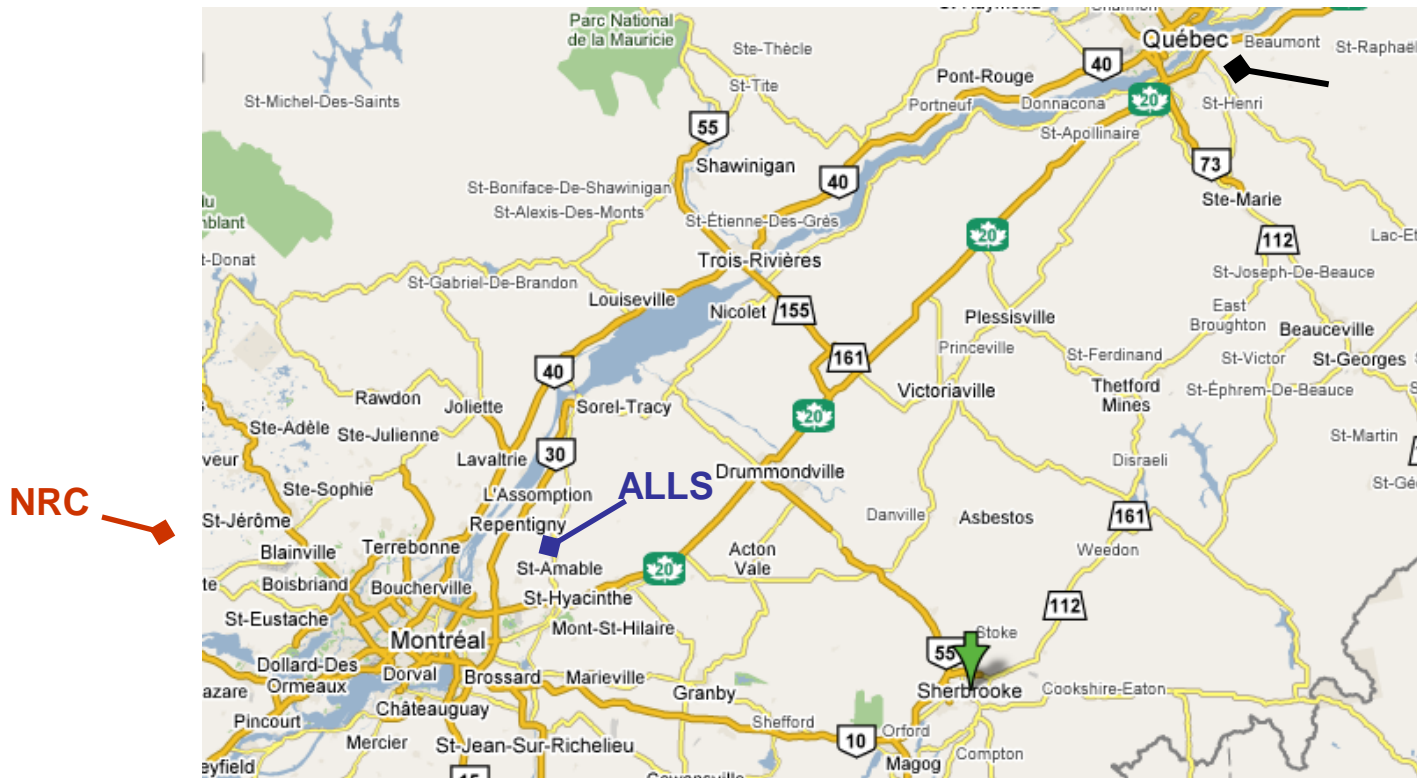 Parc National
de la Mauricie
Ste-Thècle
Québec
Beaumont
St-Michel-Des-Saints
St-Tite
Pont-Rouge
40
Portneuf
Donnacona
20
St-Henri
55
St-Apollinaire
Shawinigan
40
73
St-Boniface-De-Shawinigan
Ste-Marie
St-Alexis-Des-Monts
St-Étienne-Des-Grès
20
112
Trois-Rivières
St-Gabriel-De-Brandon
St-Joseph-De-Beauce
Louiseville
Nicolet
155
Plessisville
East
Broughton
Beauceville
161
Princeville
St-Ferdinand
St-Victor
St-Georges
40
Victoriaville
Thetford
Mines
St-Éphrem-De-Beauce
Rawdon
Joliette
Sorel-Tracy
20
Ste-Adèle
Ste-Julienne
St-Martin
Lavaltrie
30
Drummondville
Disraeli
NRC
Ste-Sophie
L'Assomption
ALLS
St-Jérôme
Repentigny
Danville
Asbestos
161
Blainville
Terrebonne
Acton
Vale
Weedon
Boisbriand
Boucherville
St-Amable
20
St-Eustache
St-Hyacinthe
112
Montréal
Mont-St-Hilaire
Stoke
55
Dollard-Des
Ormeaux
Dorval
Brossard
Marieville
Granby
Sherbrooke
Cookshire-Eaton
Pincourt
Châteauguay
Shefford
Orford
Mercier
St-Jean-Sur-Richelieu
10
Magog
Compton